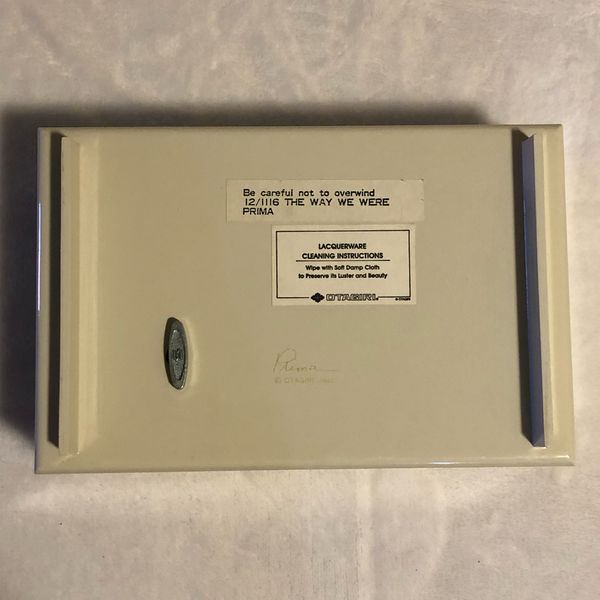 Be careful not to overwind
12/1116 THE WAY WE WERE
PRIMA
LACQUERWARE
CLEANING INSTRUCTIONS
Wipe with Soft Damp Cloth
to Preserve its Luster and Beauty
OTAGIRI
Prima
© OTAGIRI